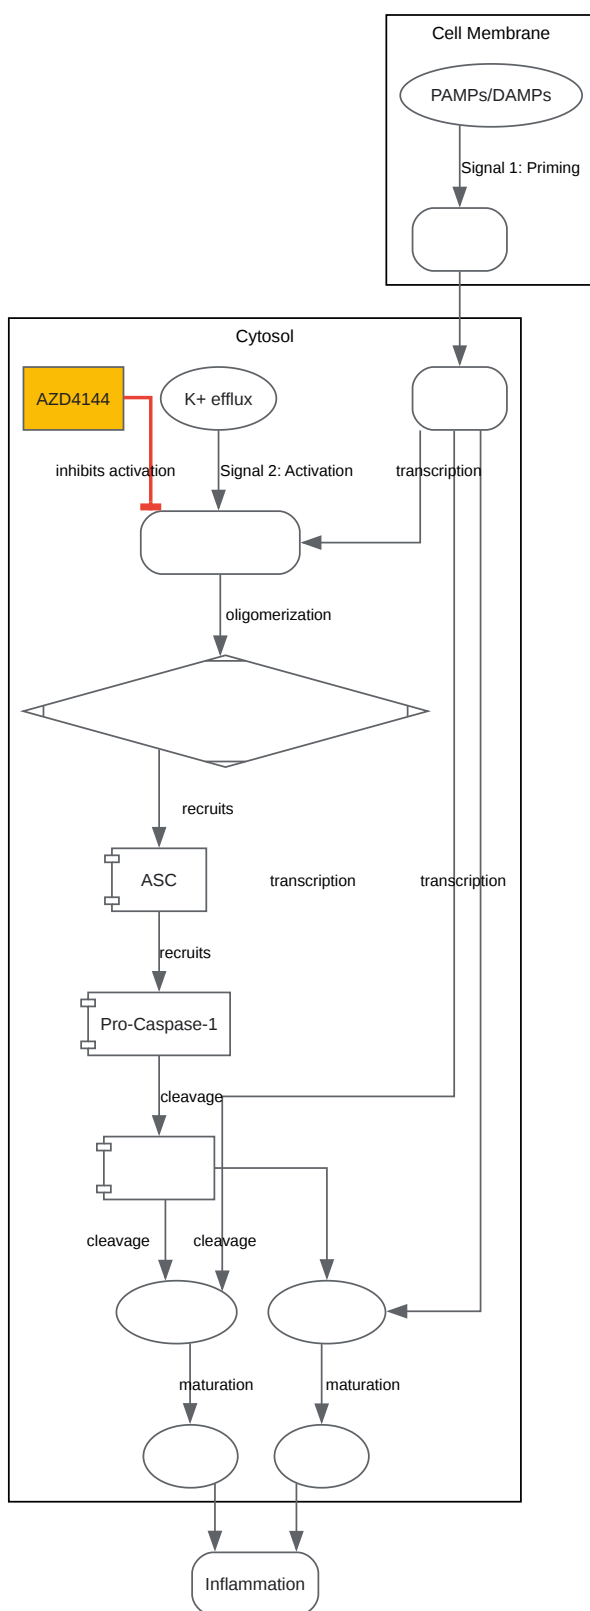 Cell Membrane
PAMPs/DAMPs
Signal 1: Priming
Cytosol
AZD4144
K+ efflux
inhibits activation
Signal 2: Activation
transcription
oligomerization
recruits
ASC
transcription
transcription
recruits
Pro-Caspase-1
cleavage
cleavage
cleavage
maturation
maturation
Inflammation